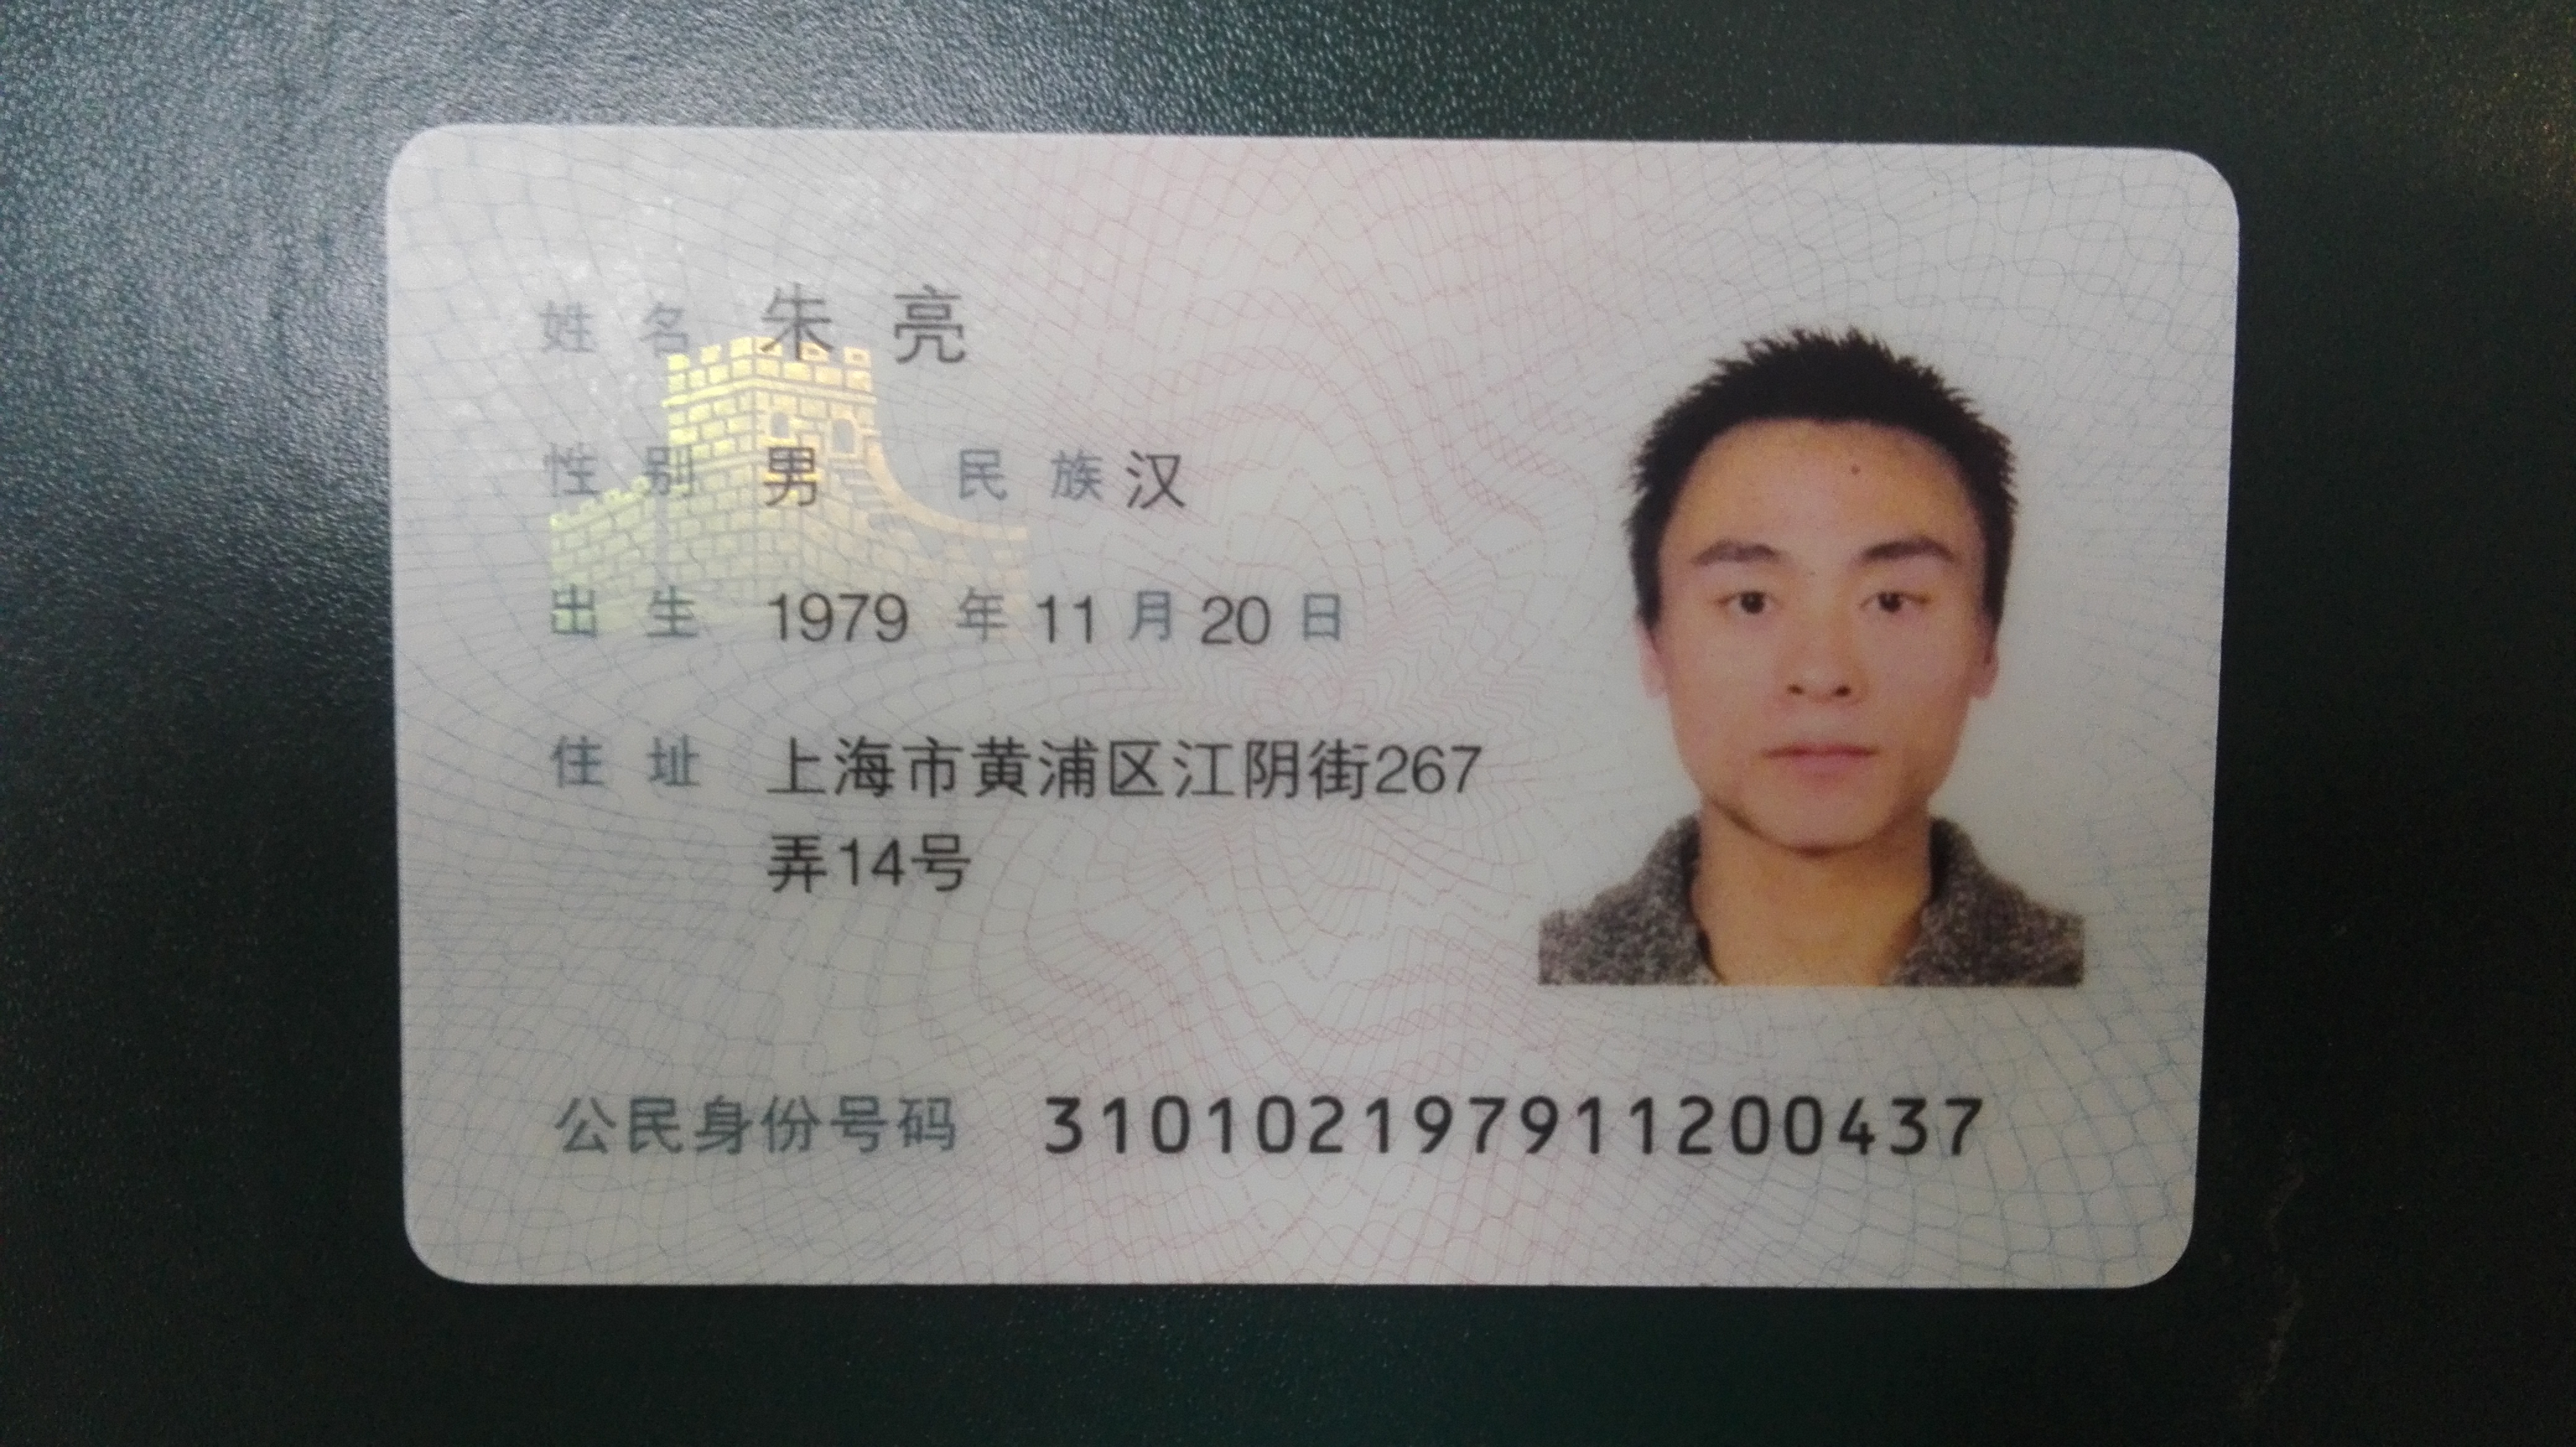 姓名 朱亮
性别 男 民族 汉
出生 1979 年 11 月 20 日
住址 上海市黄浦区江阴街267
弄14号
公民身份号码 310102197911200437